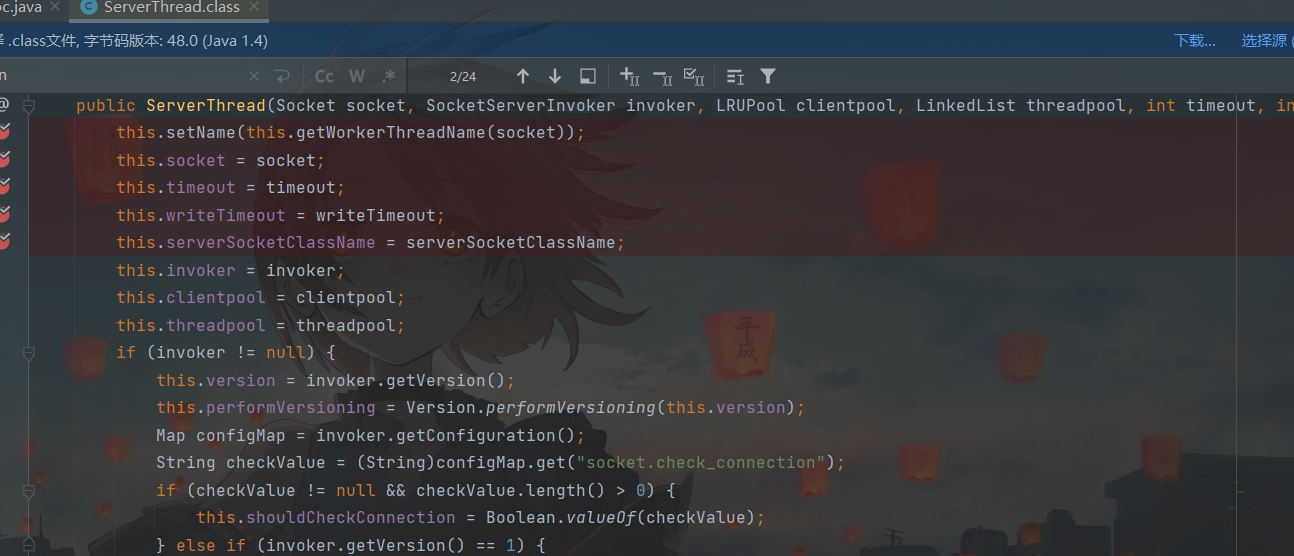 oc.java × ServerThread.class ×
.class文件, 字节码版本: 48.0 (Java 1.4) 下载... 选择源 (
n × Cc W .* 2/24
public ServerThread(Socket socket, SocketServerInvoker invoker, LRUPool clientpool, LinkedList threadpool, int timeout, in
this.setName(this.getWorkerThreadName(socket));
this.socket = socket;
this.timeout = timeout;
this.writeTimeout = writeTimeout;
this.serverSocketClassName = serverSocketClassName;
this.invoker = invoker;
this.clientpool = clientpool;
this.threadpool = threadpool;
if (invoker != null) {
this.version = invoker.getVersion();
this.performVersioning = Version.performVersioning(this.version);
Map configMap = invoker.getConfiguration();
String checkValue = (String)configMap.get("socket.check_connection");
if (checkValue != null && checkValue.length() > 0) {
this.shouldCheckConnection = Boolean.valueOf(checkValue);
} else if (invoker.getVersion() == 1) {
平成